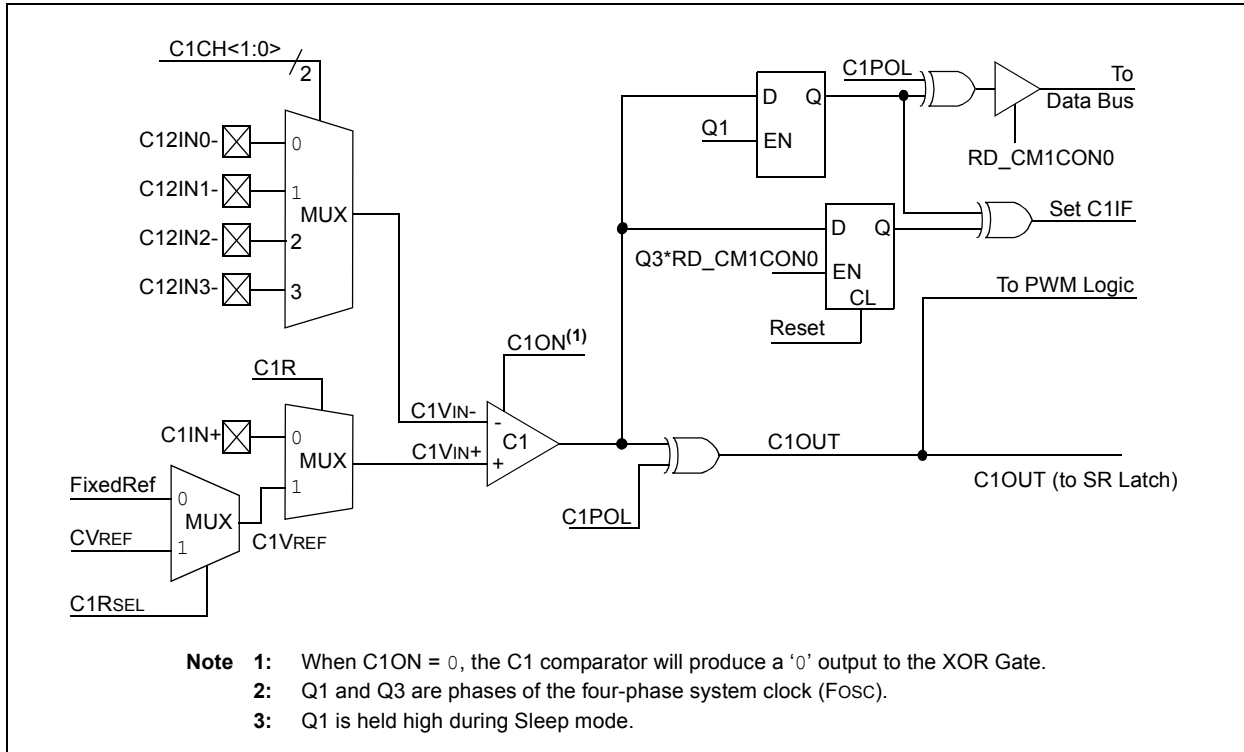 C1CH<1:0>
2
C12IN0-
0
C12IN1-
1
MUX
C12IN2-
2
C12IN3-
3
C1R
C1IN+
0
MUX
1
FixedRef
0
MUX
CVREF
1
C1VREF
C1RSEL
C1ON(1)
C1VIN-
-
C1
C1VIN+
+
D
Q
Q1
EN
C1POL
To
Data Bus
RD_CM1CON0
Set C1IF
D
Q
Q3*RD_CM1CON0
EN
CL
Reset
To PWM Logic
C1OUT
C1POL
C1OUT (to SR Latch)
Note 1: When C1ON = 0, the C1 comparator will produce a ‘0’ output to the XOR Gate.
2: Q1 and Q3 are phases of the four-phase system clock (FOSC).
3: Q1 is held high during Sleep mode.